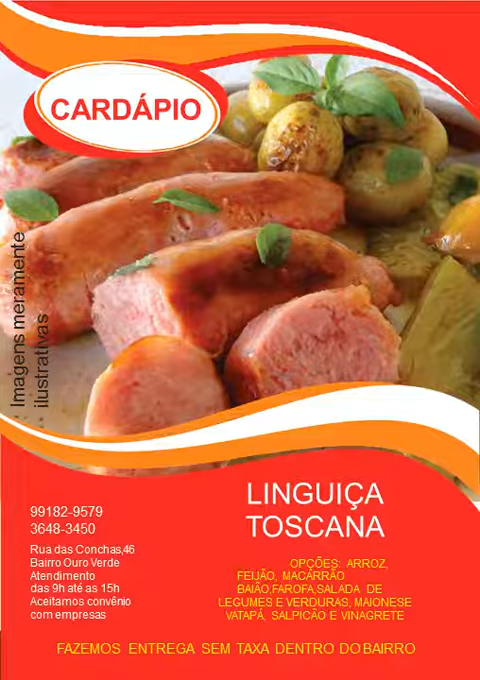 CARDÁPIO
Imagens meramente
ilustrativas
LINGUIÇA
TOSCANA
99182-9579
3648-3450
Rua das Conchas,46
Bairro Ouro Verde
Atendimento
das 9h até as 15h
Aceitamos convênio
com empresas
OPÇÕES: ARROZ,
FEIJÃO, MACARRÃO
BAIÃO,FAROFA,SALADA DE
LEGUMES E VERDURAS, MAIONESE
VATAPÁ, SALPICÃO E VINAGRETE
FAZEMOS ENTREGA SEM TAXA DENTRO DO BAIRRO